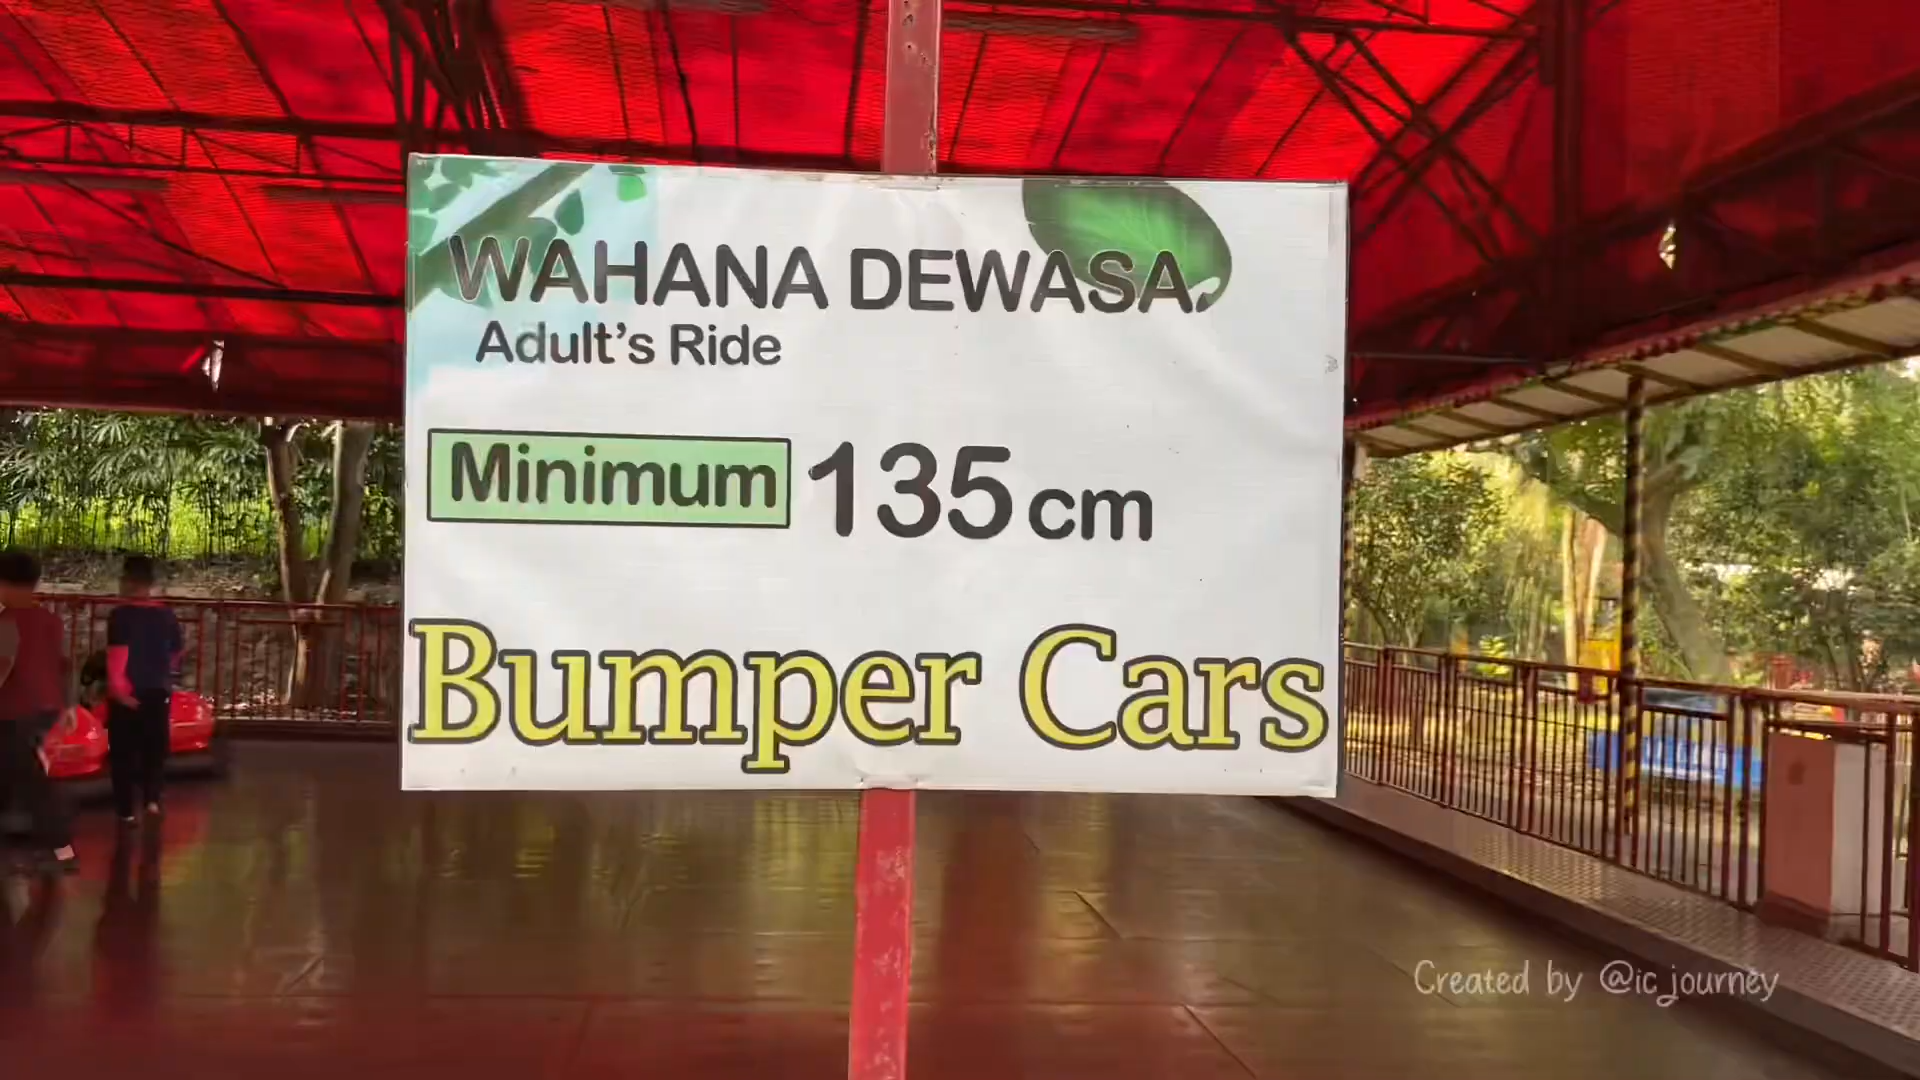 WAHANA DEWASA
Adult's Ride
Minimum 135 cm
Bumper Cars
Created by @ic_journey